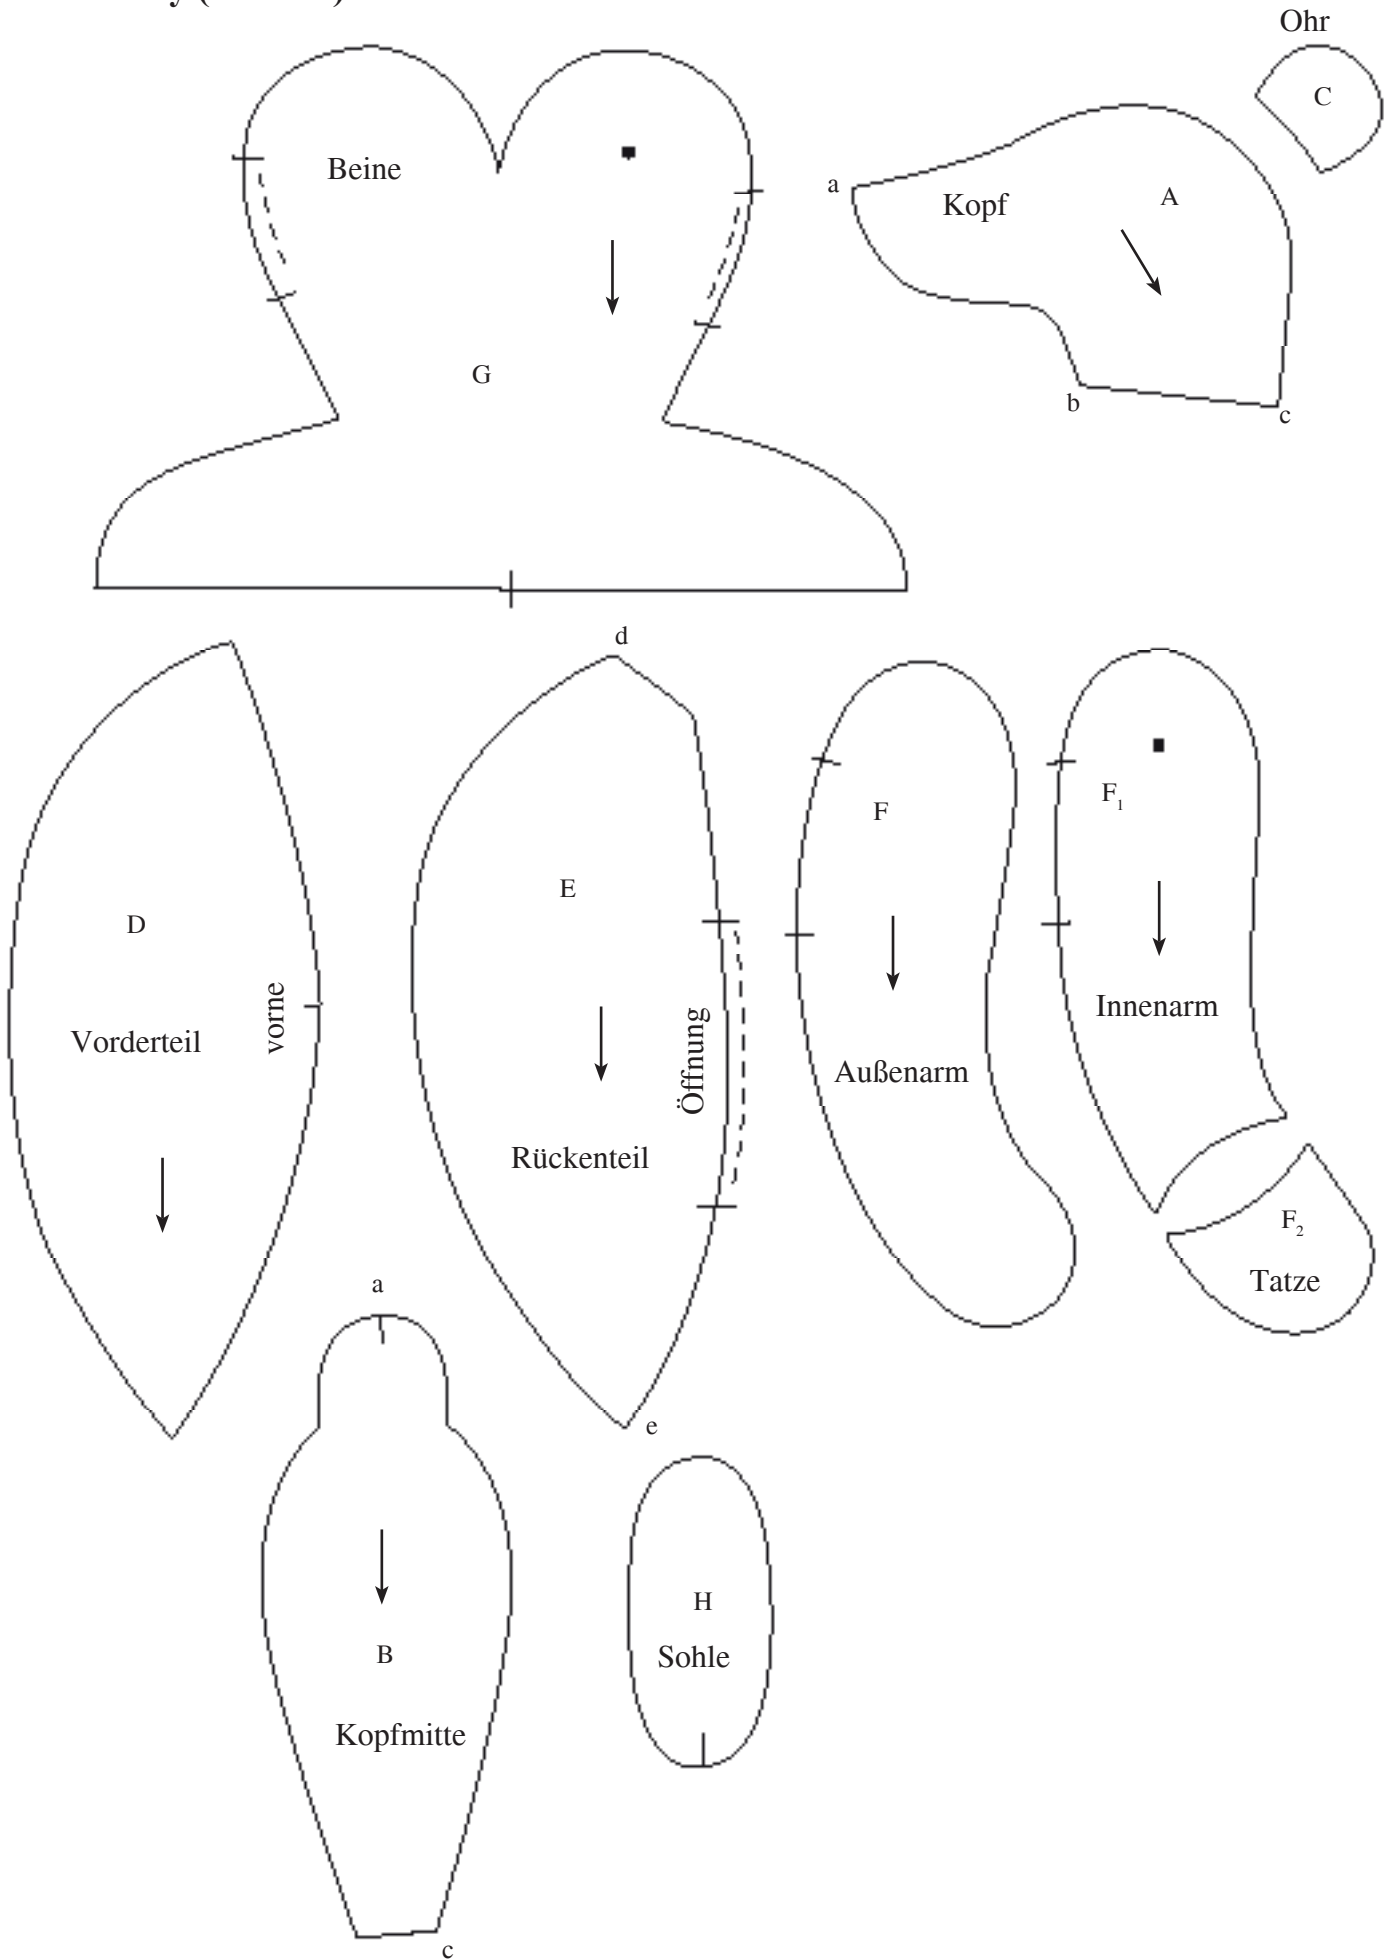 Ohr
C
Beine
a
Kopf
A
G
b
c
d
F
F₁
E
D
vorne
Innenarm
Öffnung
Vorderteil
Außenarm
Rückenteil
F₂
Tatze
a
e
H
B
Sohle
Kopfmitte
c